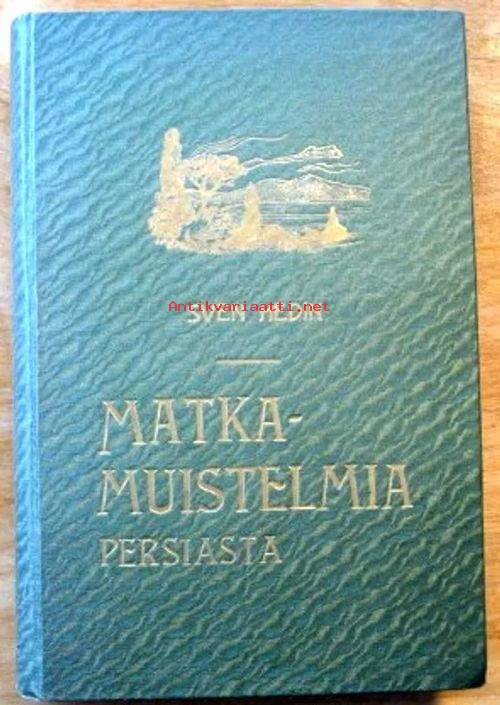 Antikvariaatti.net
SVEN HEDIN
MATKA-
MUISTELMIA
PERSIASTA